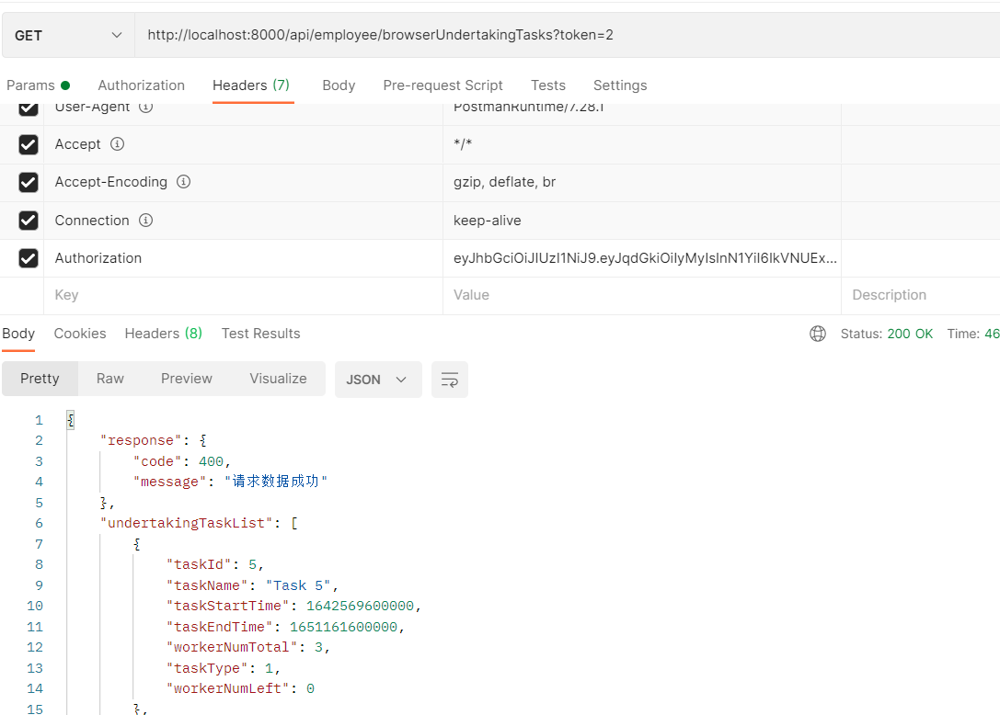 GET http://localhost:8000/api/employee/browserUndertakingTasks?token=2
Params Authorization Headers (7) Body Pre-request Script Tests Settings
User-Agent PostmanRuntime/7.28.1
Accept */*
Accept-Encoding gzip, deflate, br
Connection keep-alive
Authorization eyJhbGciOiJIUzI1NiJ9.eyJqdGkiOiIyMyIsInN1YiI6IkVNUEx...
Key Value Description
Body Cookies Headers (8) Test Results Status: 200 OK Time: 46
Pretty Raw Preview Visualize JSON
1 {
2 "response": {
3 "code": 400,
4 "message": "请求数据成功"
5 },
6 "undertakingTaskList": [
7 {
8 "taskId": 5,
9 "taskName": "Task 5",
10 "taskStartTime": 1642569600000,
11 "taskEndTime": 1651161600000,
12 "workerNumTotal": 3,
13 "taskType": 1,
14 "workerNumLeft": 0
15 },